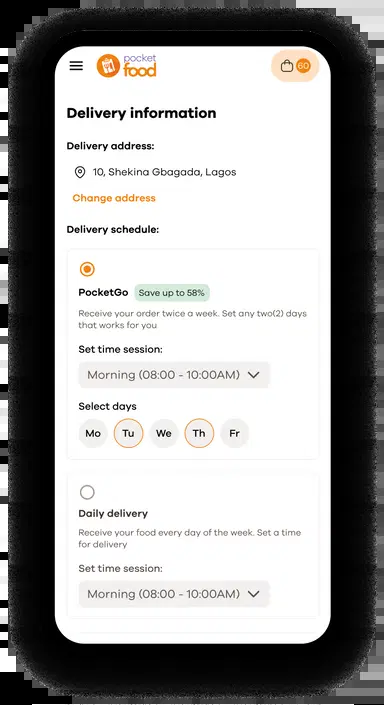 pocket
food
60
Delivery information
Delivery address:
10, Shekina Gbagada, Lagos
Change address
Delivery schedule:
PocketGo Save up to 58%
Receive your order twice a week. Set any two(2) days
that works for you
Set time session:
Morning (08:00 - 10:00AM)
Select days
Mo Tu We Th Fr
Daily delivery
Receive your food every day of the week. Set a time
for delivery
Set time session:
Morning (08:00 - 10:00AM)